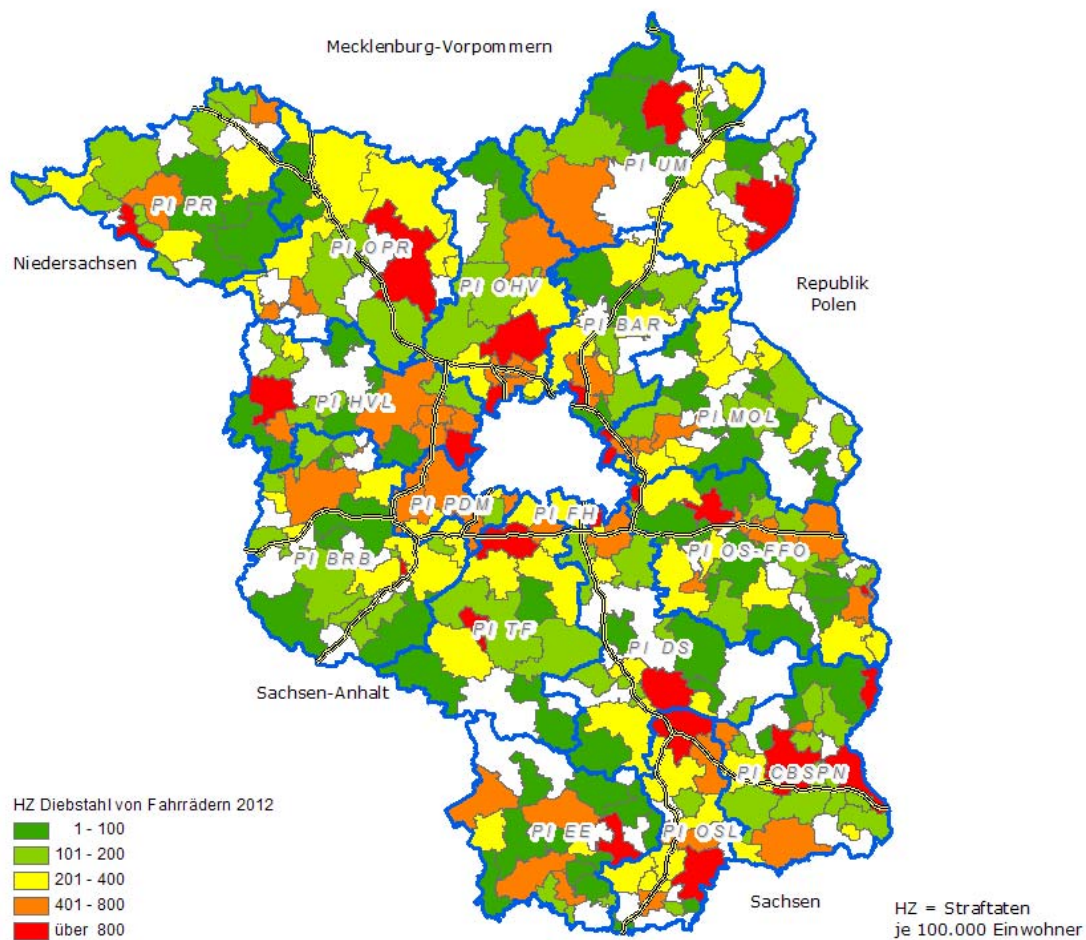 Mecklenburg-Vorpommern
PI UM
PI PR
PI OPR
Niedersachsen
PI OHV
Republik
Polen
PI BAR
PI HVL
PI MOL
PI PDM
PI FH
PI BRB
PI OS-FFO
PI TF
PI DS
Sachsen-Anhalt
PI CBSPN
HZ Diebstahl von Fahrrädern 2012
1 - 100
101 - 200
201 - 400
401 - 800
über 800
PI EE
PI OSL
Sachsen
HZ = Straftaten
je 100.000 Einwohner